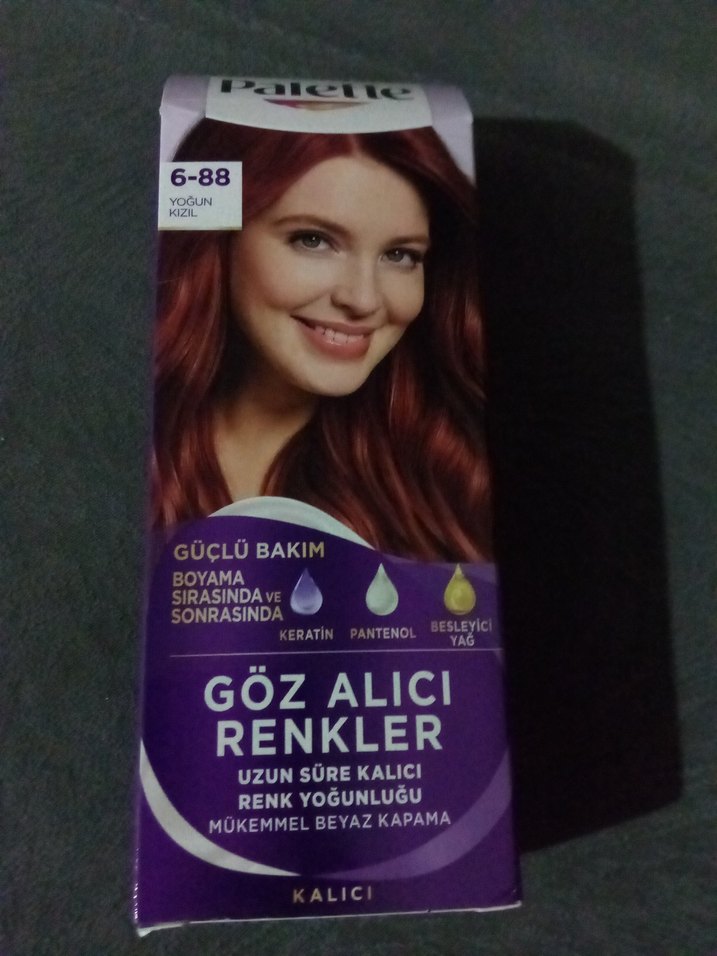 Palette
6-88
YOĞUN
KIZIL
GÜÇLÜ BAKIM
BOYAMA
SIRASINDA VE
SONRASINDA
KERATİN
PANTENOL
BESLEYİCİ
YAĞ
GÖZ ALICI
RENKLER
UZUN SÜRE KALICI
RENK YOĞUNLUĞU
MÜKEMMEL BEYAZ KAPAMA
KALICI